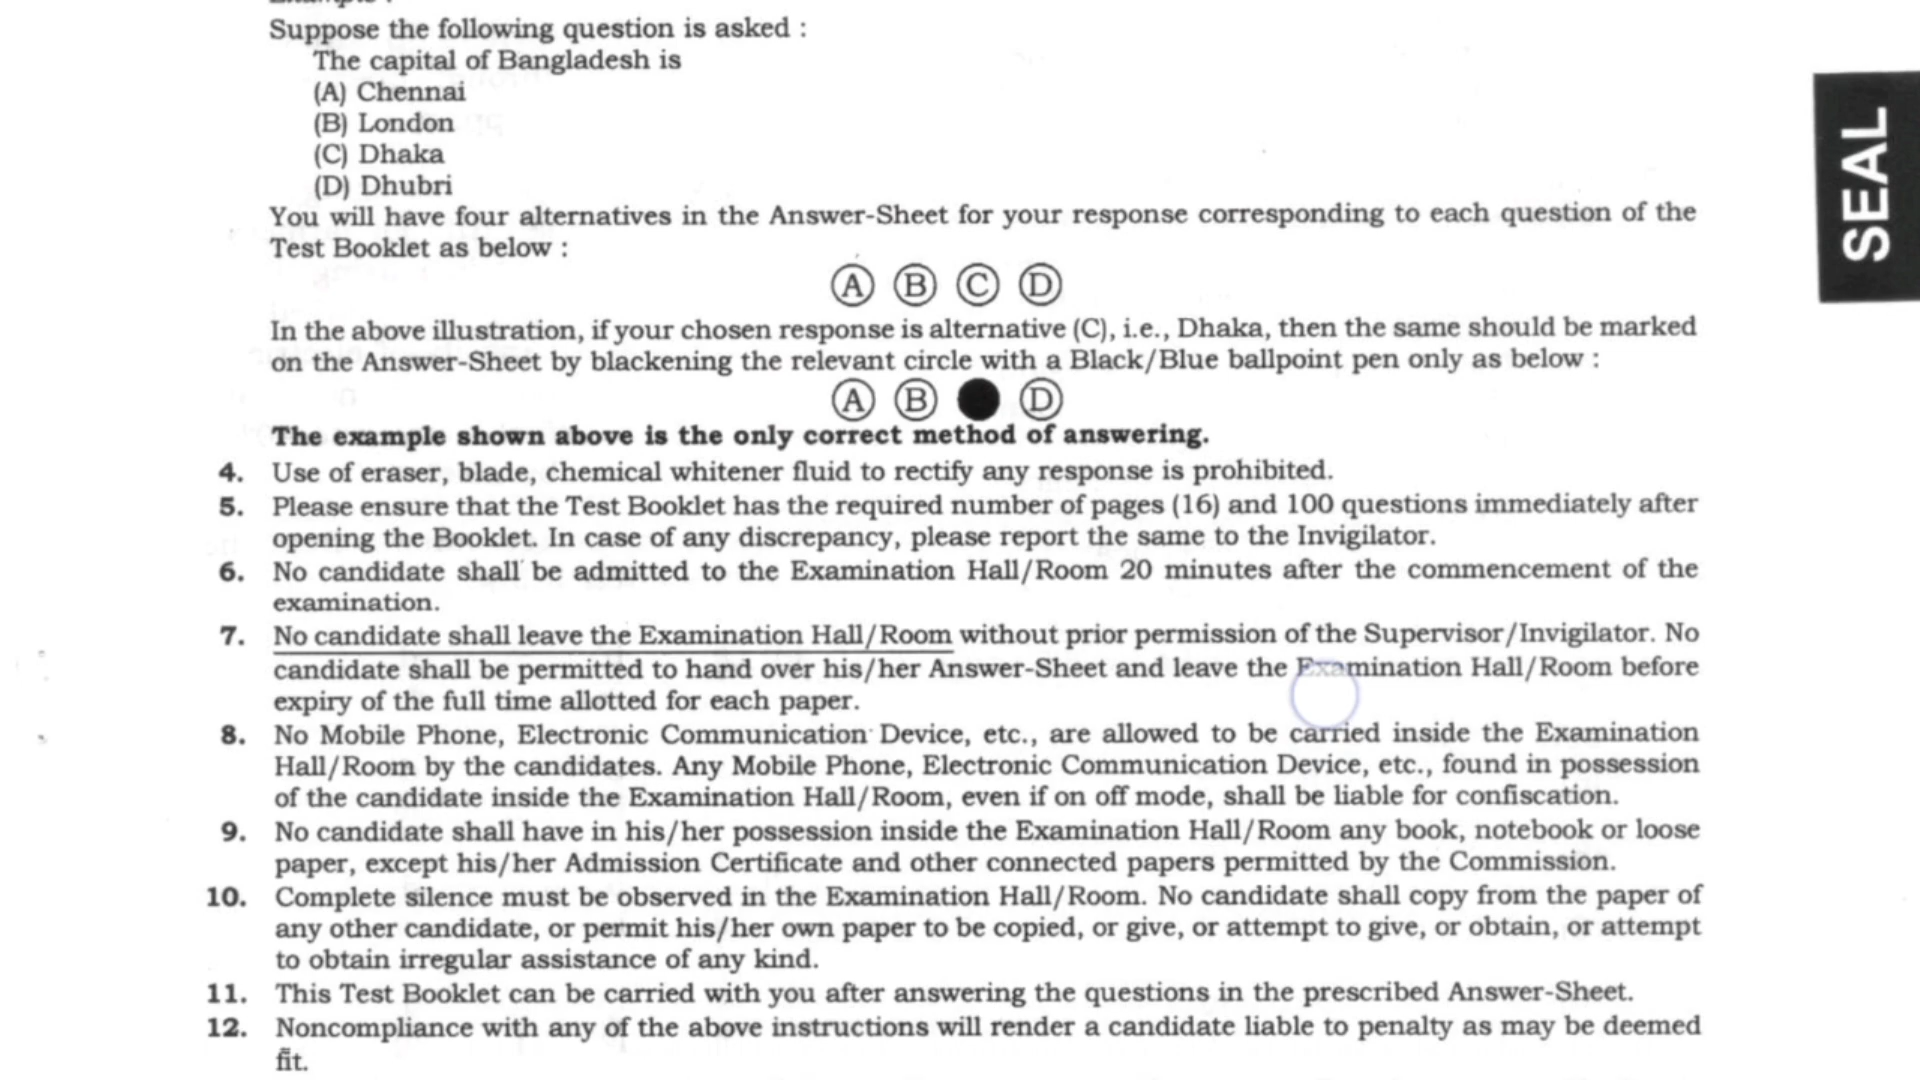 Example :
Suppose the following question is asked :
The capital of Bangladesh is
(A) Chennai
(B) London
(C) Dhaka
(D) Dhubri
You will have four alternatives in the Answer-Sheet for your response corresponding to each question of the
Test Booklet as below :
A B C D
In the above illustration, if your chosen response is alternative (C), i.e., Dhaka, then the same should be marked
on the Answer-Sheet by blackening the relevant circle with a Black/Blue ballpoint pen only as below :
A B D
The example shown above is the only correct method of answering.
4. Use of eraser, blade, chemical whitener fluid to rectify any response is prohibited.
5. Please ensure that the Test Booklet has the required number of pages (16) and 100 questions immediately after
opening the Booklet. In case of any discrepancy, please report the same to the Invigilator.
6. No candidate shall be admitted to the Examination Hall/Room 20 minutes after the commencement of the
examination.
7. No candidate shall leave the Examination Hall/Room without prior permission of the Supervisor/Invigilator. No
candidate shall be permitted to hand over his/her Answer-Sheet and leave the Examination Hall/Room before
expiry of the full time allotted for each paper.
8. No Mobile Phone, Electronic Communication Device, etc., are allowed to be carried inside the Examination
Hall/Room by the candidates. Any Mobile Phone, Electronic Communication Device, etc., found in possession
of the candidate inside the Examination Hall/Room, even if on off mode, shall be liable for confiscation.
9. No candidate shall have in his/her possession inside the Examination Hall/Room any book, notebook or loose
paper, except his/her Admission Certificate and other connected papers permitted by the Commission.
10. Complete silence must be observed in the Examination Hall/Room. No candidate shall copy from the paper of
any other candidate, or permit his/her own paper to be copied, or give, or attempt to give, or obtain, or attempt
to obtain irregular assistance of any kind.
11. This Test Booklet can be carried with you after answering the questions in the prescribed Answer-Sheet.
12. Noncompliance with any of the above instructions will render a candidate liable to penalty as may be deemed
fit.
SEAL